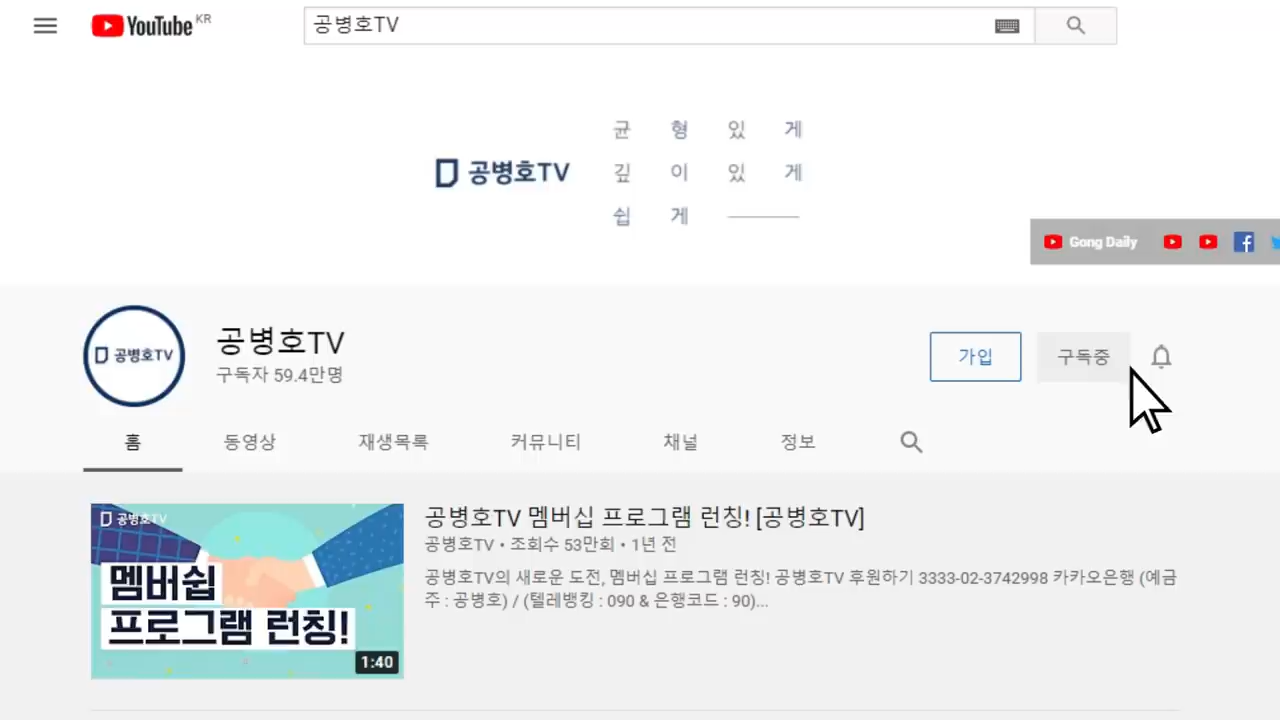 YouTube KR
공병호TV
균 형 있 게
공병호TV
깊 이 있 게
쉽 게
Gong Daily
공병호TV
공병호TV
구독자 59.4만명
가입
구독중
홈
동영상
재생목록
커뮤니티
채널
정보
공병호TV
멤버쉽
프로그램 런칭!
1:40
공병호TV 멤버십 프로그램 런칭! [공병호TV]
공병호TV • 조회수 53만회 • 1년 전
공병호TV의 새로운 도전, 멤버십 프로그램 런칭! 공병호TV 후원하기 3333-02-3742998 카카오은행 (예금
주 : 공병호) / (텔레뱅킹 : 090 & 은행코드 : 90)...